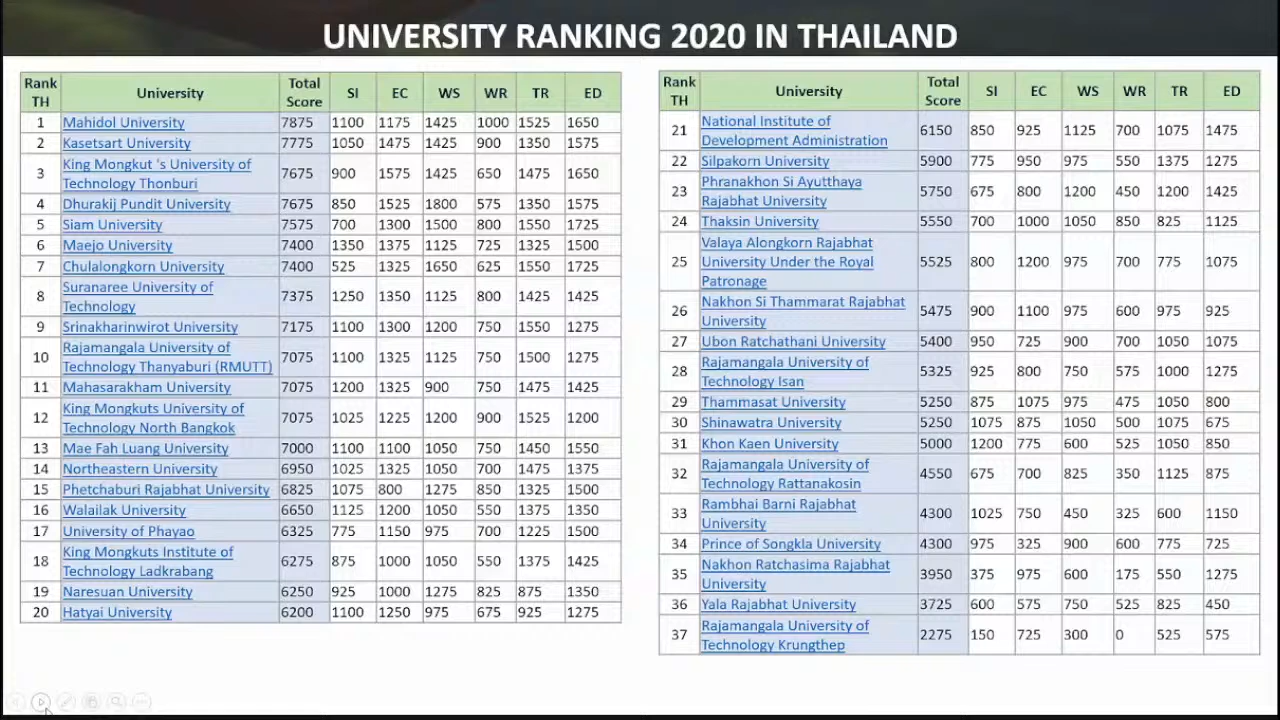 UNIVERSITY RANKING 2020 IN THAILAND
Rank TH University Total Score SI EC WS WR TR ED
1 Mahidol University 7875 1100 1175 1425 1000 1525 1650
2 Kasetsart University 7775 1050 1475 1425 900 1350 1575
3 King Mongkut 's University of Technology Thonburi 7675 900 1575 1425 650 1475 1650
4 Dhurakij Pundit University 7675 850 1525 1800 575 1350 1575
5 Siam University 7575 700 1300 1500 800 1550 1725
6 Maejo University 7400 1350 1375 1125 725 1325 1500
7 Chulalongkorn University 7400 525 1325 1650 625 1550 1725
8 Suranaree University of Technology 7375 1250 1350 1125 800 1425 1425
9 Srinakharinwirot University 7175 1100 1300 1200 750 1550 1275
10 Rajamangala University of Technology Thanyaburi (RMUTT) 7075 1100 1325 1125 750 1500 1275
11 Mahasarakham University 7075 1200 1325 900 750 1475 1425
12 King Mongkuts University of Technology North Bangkok 7075 1025 1225 1200 900 1525 1200
13 Mae Fah Luang University 7000 1100 1100 1050 750 1450 1550
14 Northeastern University 6950 1025 1325 1050 700 1475 1375
15 Phetchaburi Rajabhat University 6825 1075 800 1275 850 1325 1500
16 Walailak University 6650 1125 1200 1050 550 1375 1350
17 University of Phayao 6325 775 1150 975 700 1225 1500
18 King Mongkuts Institute of Technology Ladkrabang 6275 875 1000 1050 550 1375 1425
19 Naresuan University 6250 925 1000 1275 825 875 1350
20 Hatyai University 6200 1100 1250 975 675 925 1275
Rank TH University Total Score SI EC WS WR TR ED
21 National Institute of Development Administration 6150 850 925 1125 700 1075 1475
22 Silpakorn University 5900 775 950 975 550 1375 1275
23 Phranakhon Si Ayutthaya Rajabhat University 5750 675 800 1200 450 1200 1425
24 Thaksin University 5550 700 1000 1050 850 825 1125
25 Valaya Alongkorn Rajabhat University Under the Royal Patronage 5525 800 1200 975 700 775 1075
26 Nakhon Si Thammarat Rajabhat University 5475 900 1100 975 600 975 925
27 Ubon Ratchathani University 5400 950 725 900 700 1050 1075
28 Rajamangala University of Technology Isan 5325 925 800 750 575 1000 1275
29 Thammasat University 5250 875 1075 975 475 1050 800
30 Shinawatra University 5250 1075 875 1050 500 1075 675
31 Khon Kaen University 5000 1200 775 600 525 1050 850
32 Rajamangala University of Technology Rattanakosin 4550 675 700 825 350 1125 875
33 Rambhai Barni Rajabhat University 4300 1025 750 450 325 600 1150
34 Prince of Songkla University 4300 975 325 900 600 775 725
35 Nakhon Ratchasima Rajabhat University 3950 375 975 600 175 550 1275
36 Yala Rajabhat University 3725 600 575 750 525 825 450
37 Rajamangala University of Technology Krungthep 2275 150 725 300 0 525 575